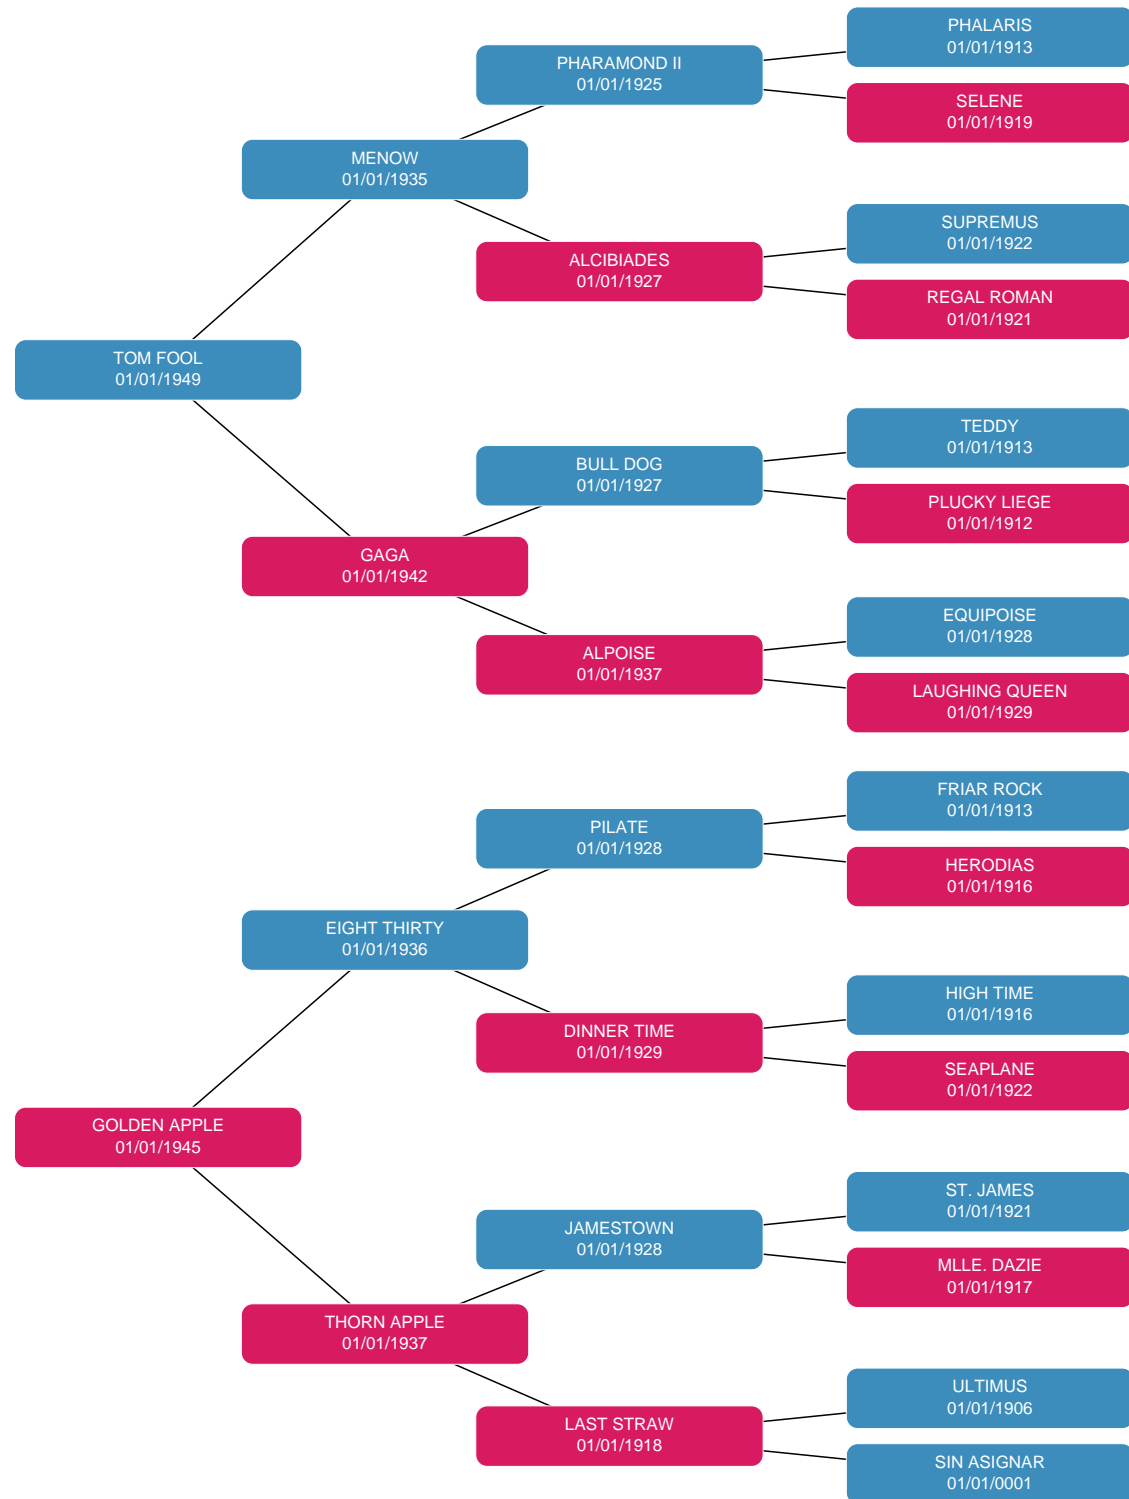 PHALARIS
01/01/1913
PHARAMOND II
01/01/1925
SELENE
01/01/1919
MENOW
01/01/1935
SUPREMUS
01/01/1922
ALCIBIADES
01/01/1927
REGAL ROMAN
01/01/1921
TOM FOOL
01/01/1949
TEDDY
01/01/1913
BULL DOG
01/01/1927
PLUCKY LIEGE
01/01/1912
GAGA
01/01/1942
EQUIPOISE
01/01/1928
ALPOISE
01/01/1937
LAUGHING QUEEN
01/01/1929
FRIAR ROCK
01/01/1913
PILATE
01/01/1928
HERODIAS
01/01/1916
EIGHT THIRTY
01/01/1936
HIGH TIME
01/01/1916
DINNER TIME
01/01/1929
SEAPLANE
01/01/1922
GOLDEN APPLE
01/01/1945
ST. JAMES
01/01/1921
JAMESTOWN
01/01/1928
MLLE. DAZIE
01/01/1917
THORN APPLE
01/01/1937
ULTIMUS
01/01/1906
LAST STRAW
01/01/1918
SIN ASIGNAR
01/01/0001